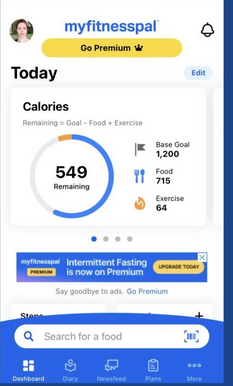 myfitnesspal
Go Premium
Today
Edit
Calories
Remaining = Goal - Food + Exercise
549
Remaining
Base Goal
1,200
Food
715
Exercise
64
myfitnesspal
PREMIUM
Intermittent Fasting
is now on Premium
UPGRADE TODAY
Say goodbye to ads. Go Premium
Steps
Search for a food
Dashboard
Diary
Newsfeed
Plans
More